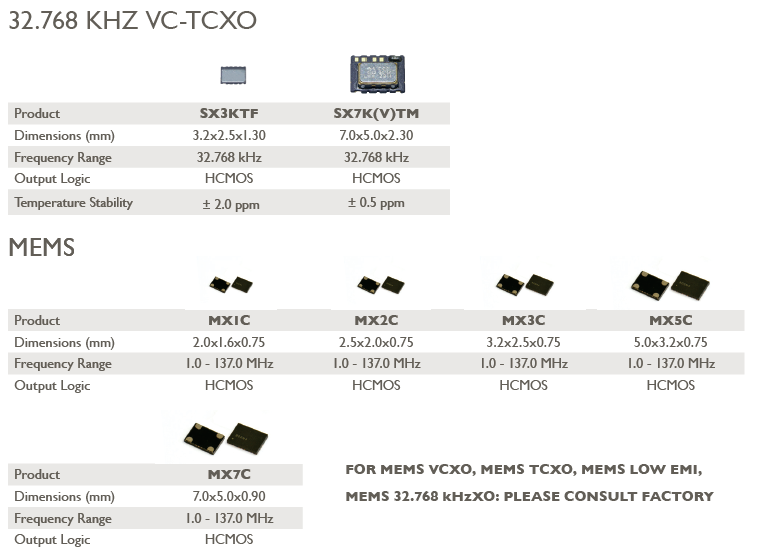 32.768 KHZ VC-TCXO
Product SX3KTF SX7K(V)TM
Dimensions (mm) 3.2x2.5x1.30 7.0x5.0x2.30
Frequency Range 32.768 kHz 32.768 kHz
Output Logic HCMOS HCMOS
Temperature Stability ± 2.0 ppm ± 0.5 ppm
MEMS
Product MX1C MX2C MX3C MX5C
Dimensions (mm) 2.0x1.6x0.75 2.5x2.0x0.75 3.2x2.5x0.75 5.0x3.2x0.75
Frequency Range 1.0 - 137.0 MHz 1.0 - 137.0 MHz 1.0 - 137.0 MHz 1.0 - 137.0 MHz
Output Logic HCMOS HCMOS HCMOS HCMOS
Product MX7C
Dimensions (mm) 7.0x5.0x0.90
Frequency Range 1.0 - 137.0 MHz
Output Logic HCMOS
FOR MEMS VCXO, MEMS TCXO, MEMS LOW EMI,
MEMS 32.768 kHzXO: PLEASE CONSULT FACTORY